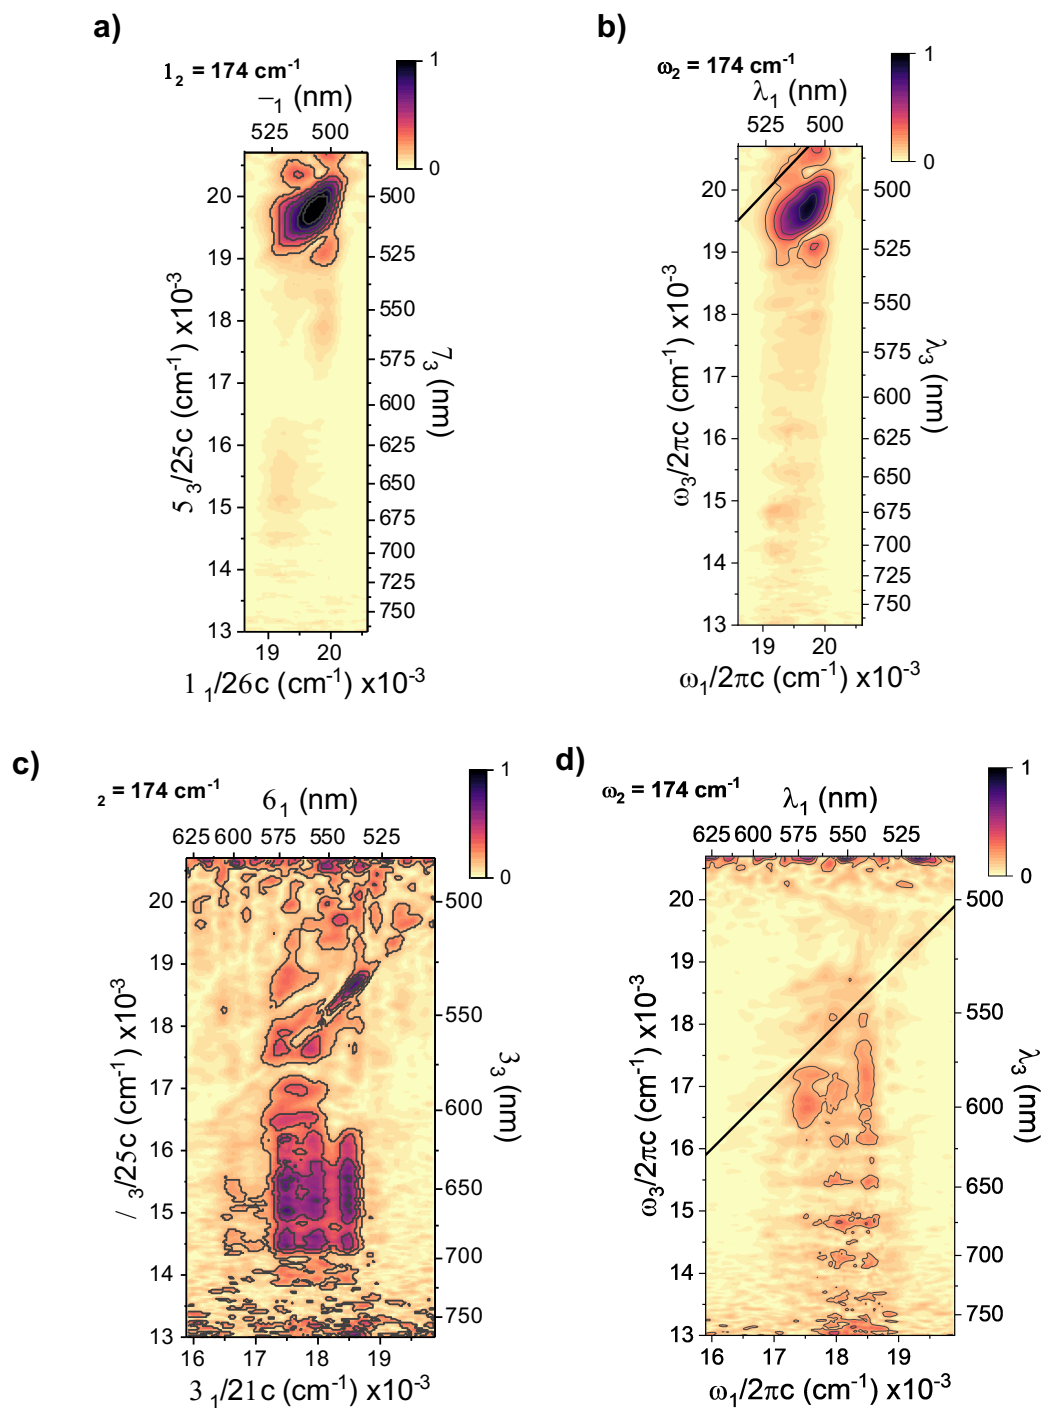 a)
1₂ = 174 cm⁻¹
1
0
−₁ (nm)
525 500
20
19
18
17
16
15
14
13
5 ₃/25c (cm⁻¹) x10⁻³
500
525
550
575
600
625
650
675
700
725
750
7₃ (nm)
19 20
1 ₁/26c (cm⁻¹) x10⁻³
b)
ω₂ = 174 cm⁻¹
1
0
λ₁ (nm)
525 500
20
19
18
17
16
15
14
13
ω₃/2πc (cm⁻¹) x10⁻³
500
525
550
575
600
625
650
675
700
725
750
λ₃ (nm)
19 20
ω₁/2πc (cm⁻¹) x10⁻³
c)
₂ = 174 cm⁻¹
1
0
6₁ (nm)
625 600 575 550 525
20
19
18
17
16
15
14
13
/ ₃/25c (cm⁻¹) x10⁻³
500
550
600
650
700
750
3₃ (nm)
16 17 18 19
3 ₁/21c (cm⁻¹) x10⁻³
d)
ω₂ = 174 cm⁻¹
1
0
λ₁ (nm)
625 600 575 550 525
20
19
18
17
16
15
14
13
ω₃/2πc (cm⁻¹) x10⁻³
500
550
600
650
700
750
λ₃ (nm)
16 17 18 19
ω₁/2πc (cm⁻¹) x10⁻³